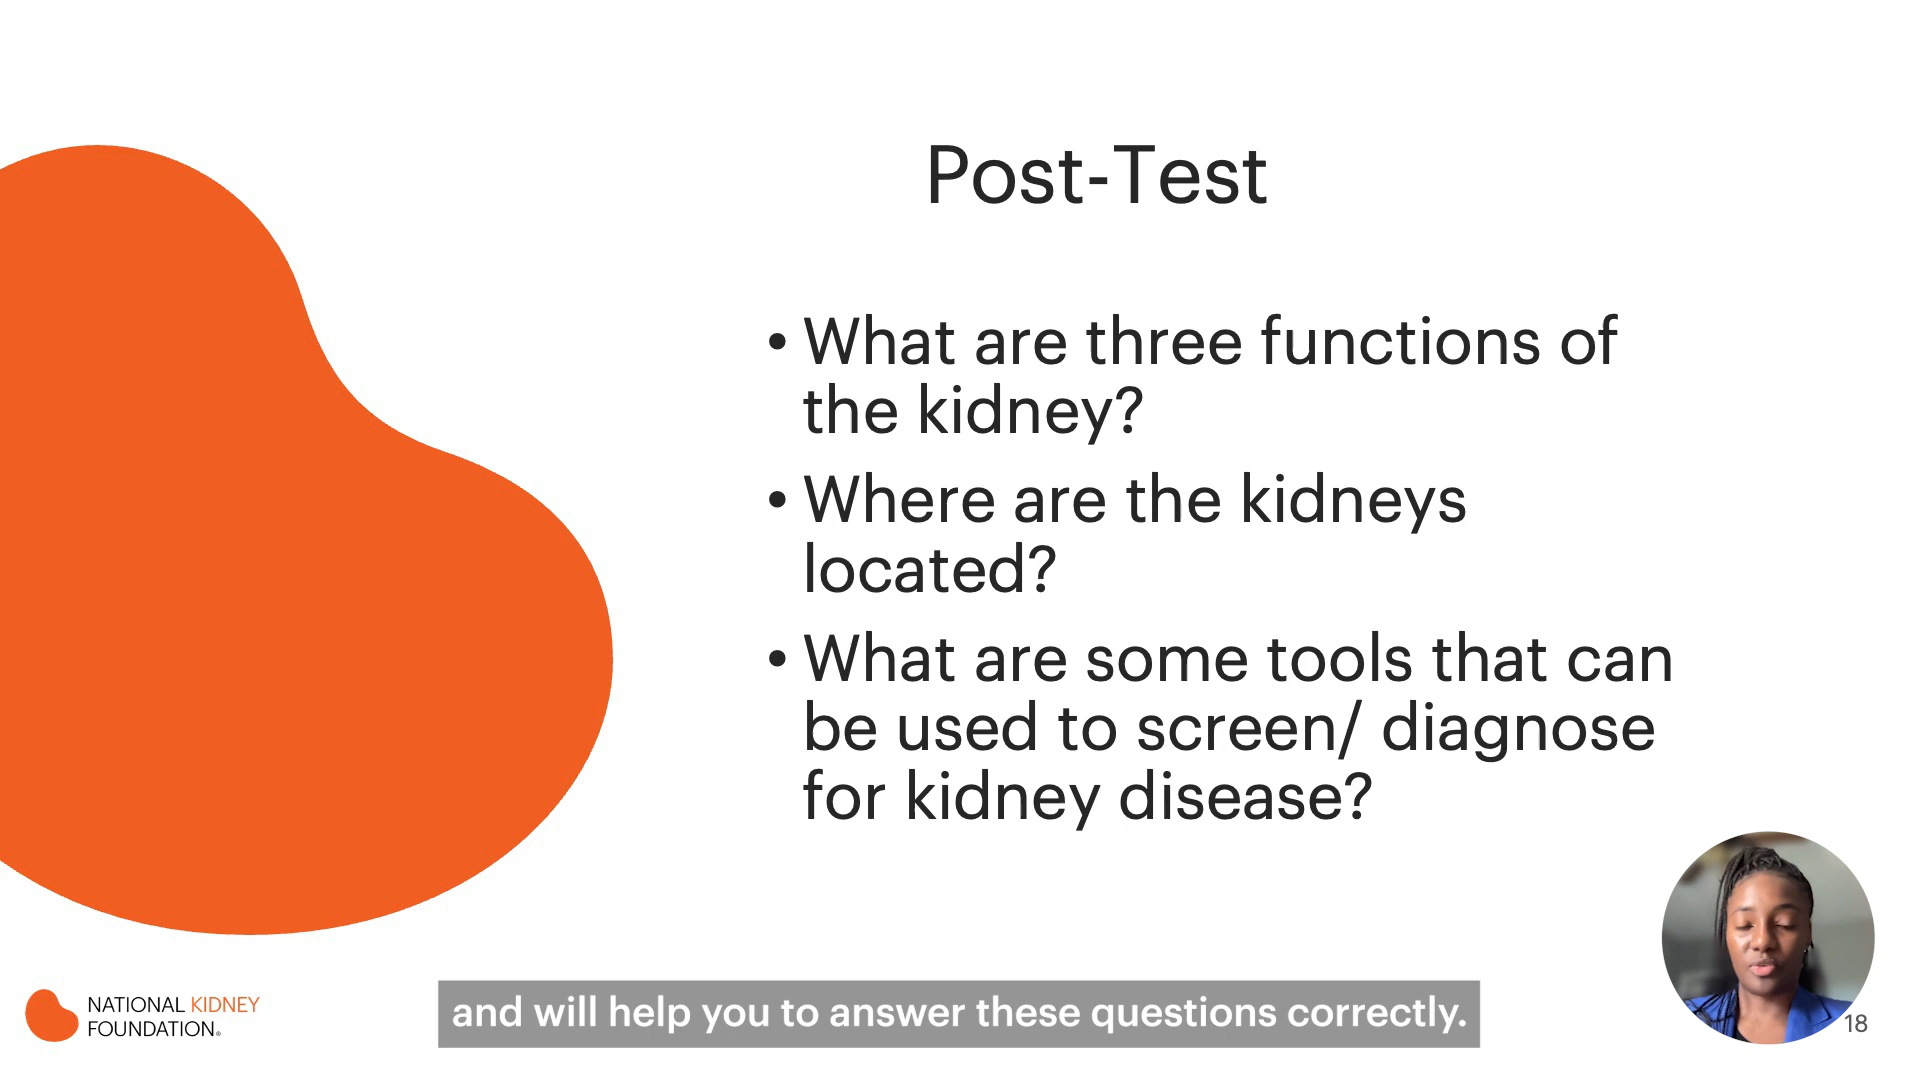 Post-Test
• What are three functions of
the kidney?
• Where are the kidneys
located?
• What are some tools that can
be used to screen/ diagnose
for kidney disease?
NATIONAL KIDNEY
FOUNDATION®
and will help you to answer these questions correctly.
18